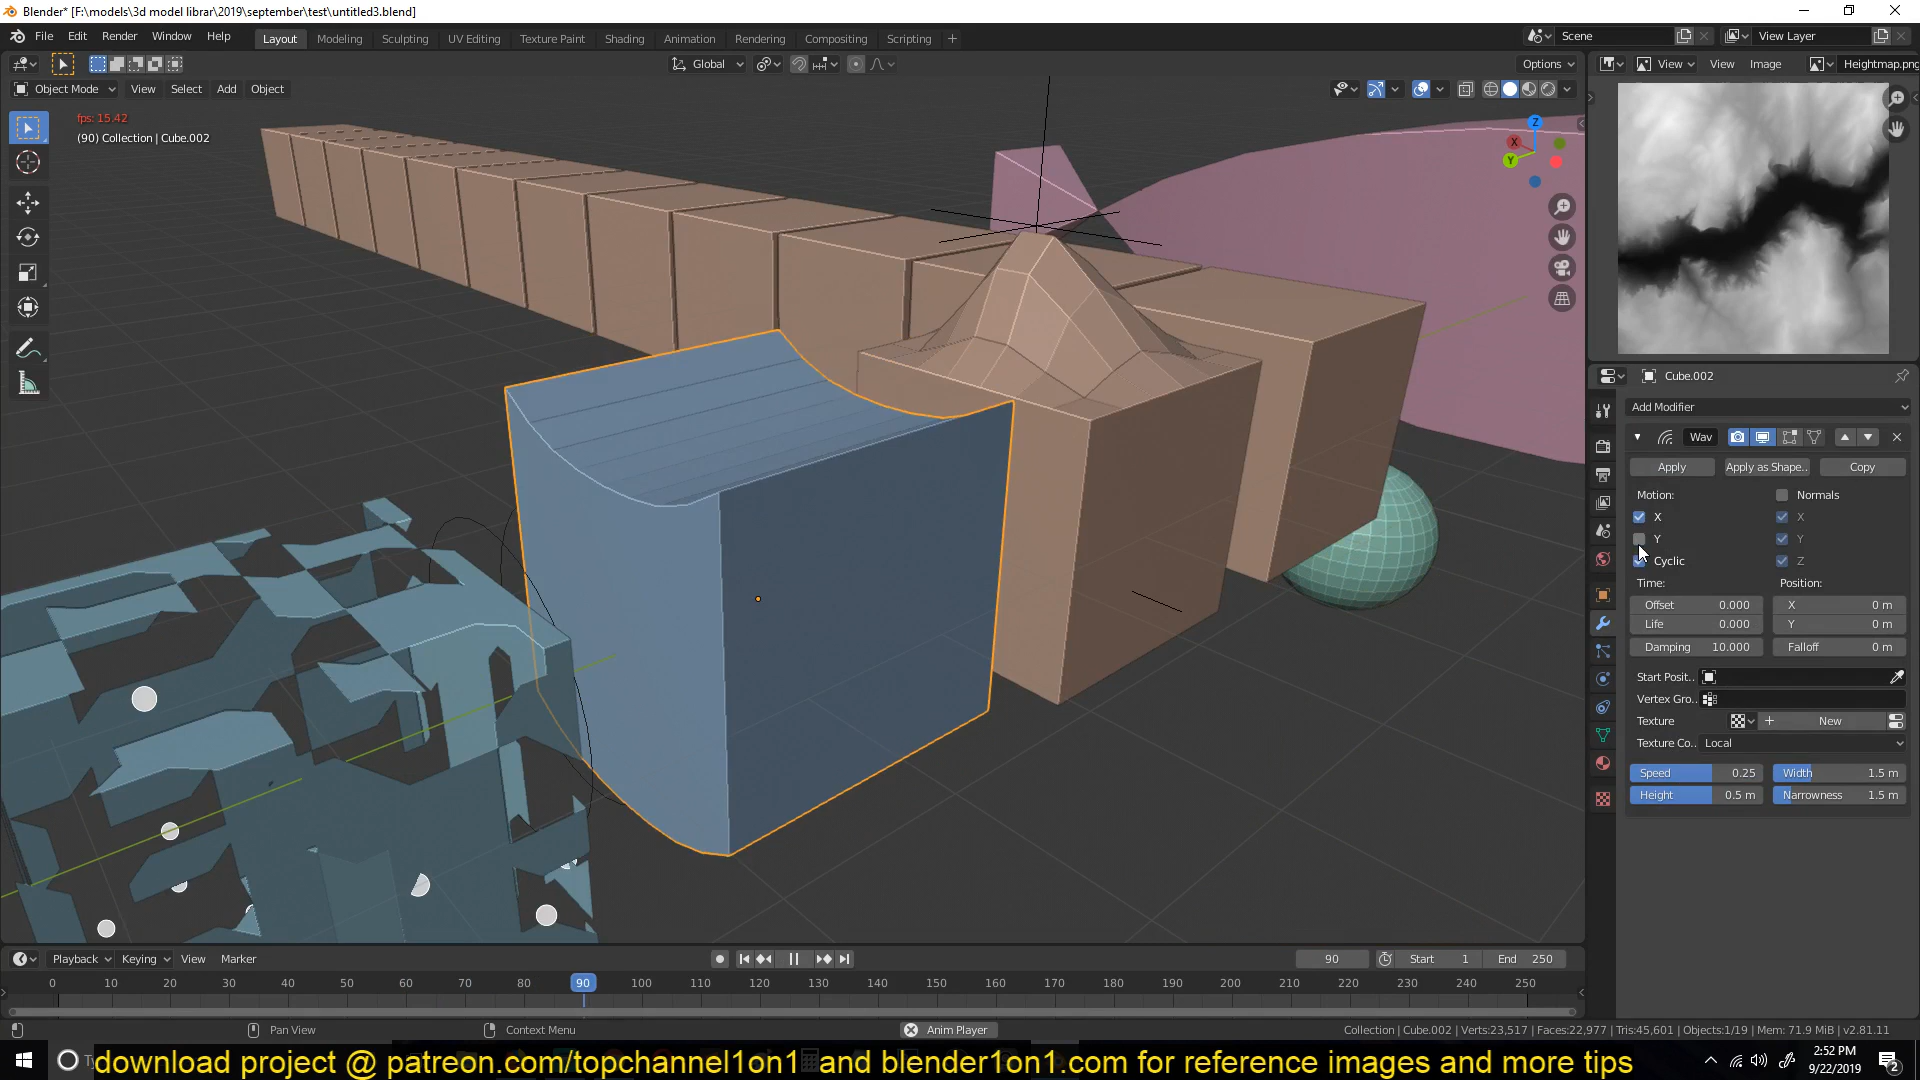 Blender* [F:\models\3d model librar\2019\september\test\untitled3.blend]
File Edit Render Window Help Layout Modeling Sculpting UV Editing Texture Paint Shading Animation Rendering Compositing Scripting + Scene View Layer
Global Options View View Image Heightmap.png
Object Mode View Select Add Object
fps: 15.42
(90) Collection | Cube.002
Z
X
Y
Cube.002
Add Modifier
Wav
Apply Apply as Shape.. Copy
Motion: Normals
X X
Y Y
Cyclic Z
Time: Position:
Offset 0.000 X 0 m
Life 0.000 Y 0 m
Damping 10.000 Falloff 0 m
Start Posit..
Vertex Gro..
Texture + New
Texture Co.. Local
Speed 0.25 Width 1.5 m
Height 0.5 m Narrowness 1.5 m
Playback Keying View Marker 90 Start 1 End 250
0 10 20 30 40 50 60 70 80 90 100 110 120 130 140 150 160 170 180 190 200 210 220 230 240 250
Pan View Context Menu Anim Player Collection | Cube.002 | Verts:23,517 | Faces:22,977 | Tris:45,601 | Objects:1/19 | Mem: 71.9 MiB | v2.81.11
download project @ patreon.com/topchannel1on1 and blender1on1.com for reference images and more tips
2:52 PM
9/22/2019
2